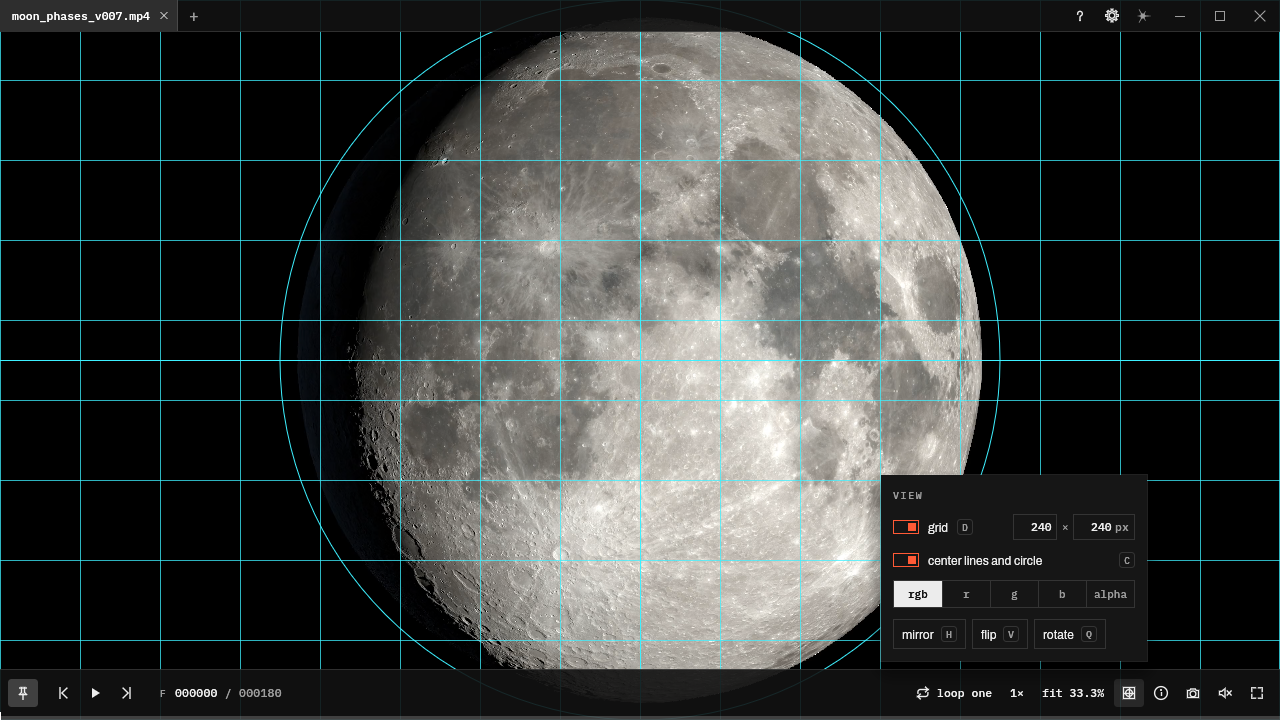 moon_phases_v007.mp4
?
VIEW
grid D 240 × 240 px
center lines and circle C
rgb r g b alpha
mirror H flip V rotate Q
F 000000 / 000180 loop one 1× fit 33.3%